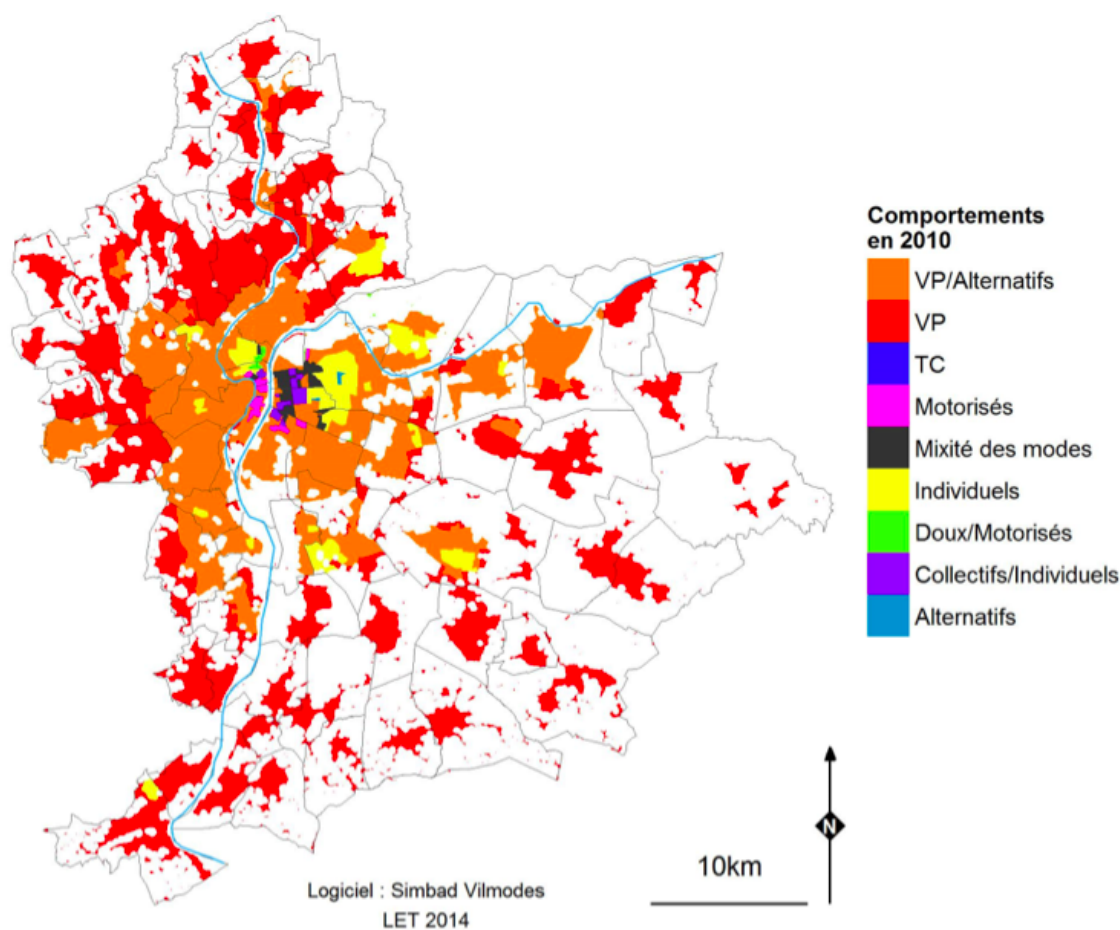 Comportements
en 2010
VP/Alternatifs
VP
TC
Motorisés
Mixité des modes
Individuels
Doux/Motorisés
Collectifs/Individuels
Alternatifs
N
10km
Logiciel : Simbad Vilmodes
LET 2014